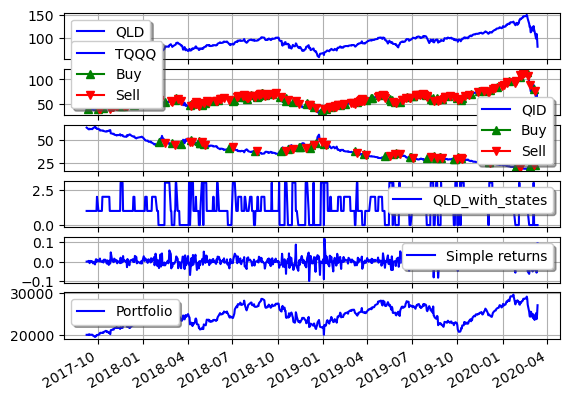 150
100
QLD
TQQQ
Buy
Sell
100
50
QID
Buy
Sell
50
25
2.5
0.0
QLD_with_states
0.1
0.0
−0.1
Simple returns
30000
20000
Portfolio
2017-10
2018-01
2018-04
2018-07
2018-10
2019-01
2019-04
2019-07
2019-10
2020-01
2020-04